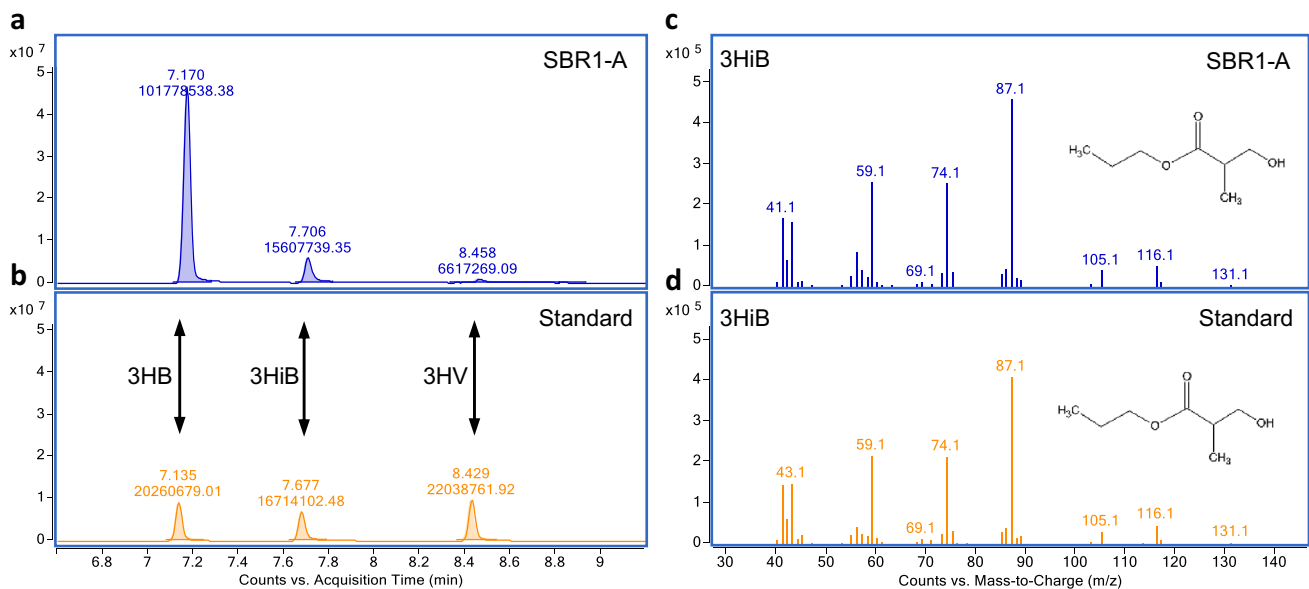 a
x10 7
SBR1-A
5
4
3
2
1
0
7.170
101778538.38
7.706
15607739.35
8.458
6617269.09
b
x10 7
Standard
5
4
3
2
1
0
3HB
3HiB
3HV
7.135
20260679.01
7.677
16714102.48
8.429
22038761.92
6.8 7 7.2 7.4 7.6 7.8 8 8.2 8.4 8.6 8.8 9
Counts vs. Acquisition Time (min)
c
x10 5
3HiB
SBR1-A
5
4
3
2
1
0
41.1
59.1
69.1
74.1
87.1
105.1
116.1
131.1
H3C
O
O
CH3
OH
d
x10 5
3HiB
Standard
5
4
3
2
1
0
43.1
59.1
69.1
74.1
87.1
105.1
116.1
131.1
H3C
O
O
CH3
OH
30 40 50 60 70 80 90 100 110 120 130 140
Counts vs. Mass-to-Charge (m/z)